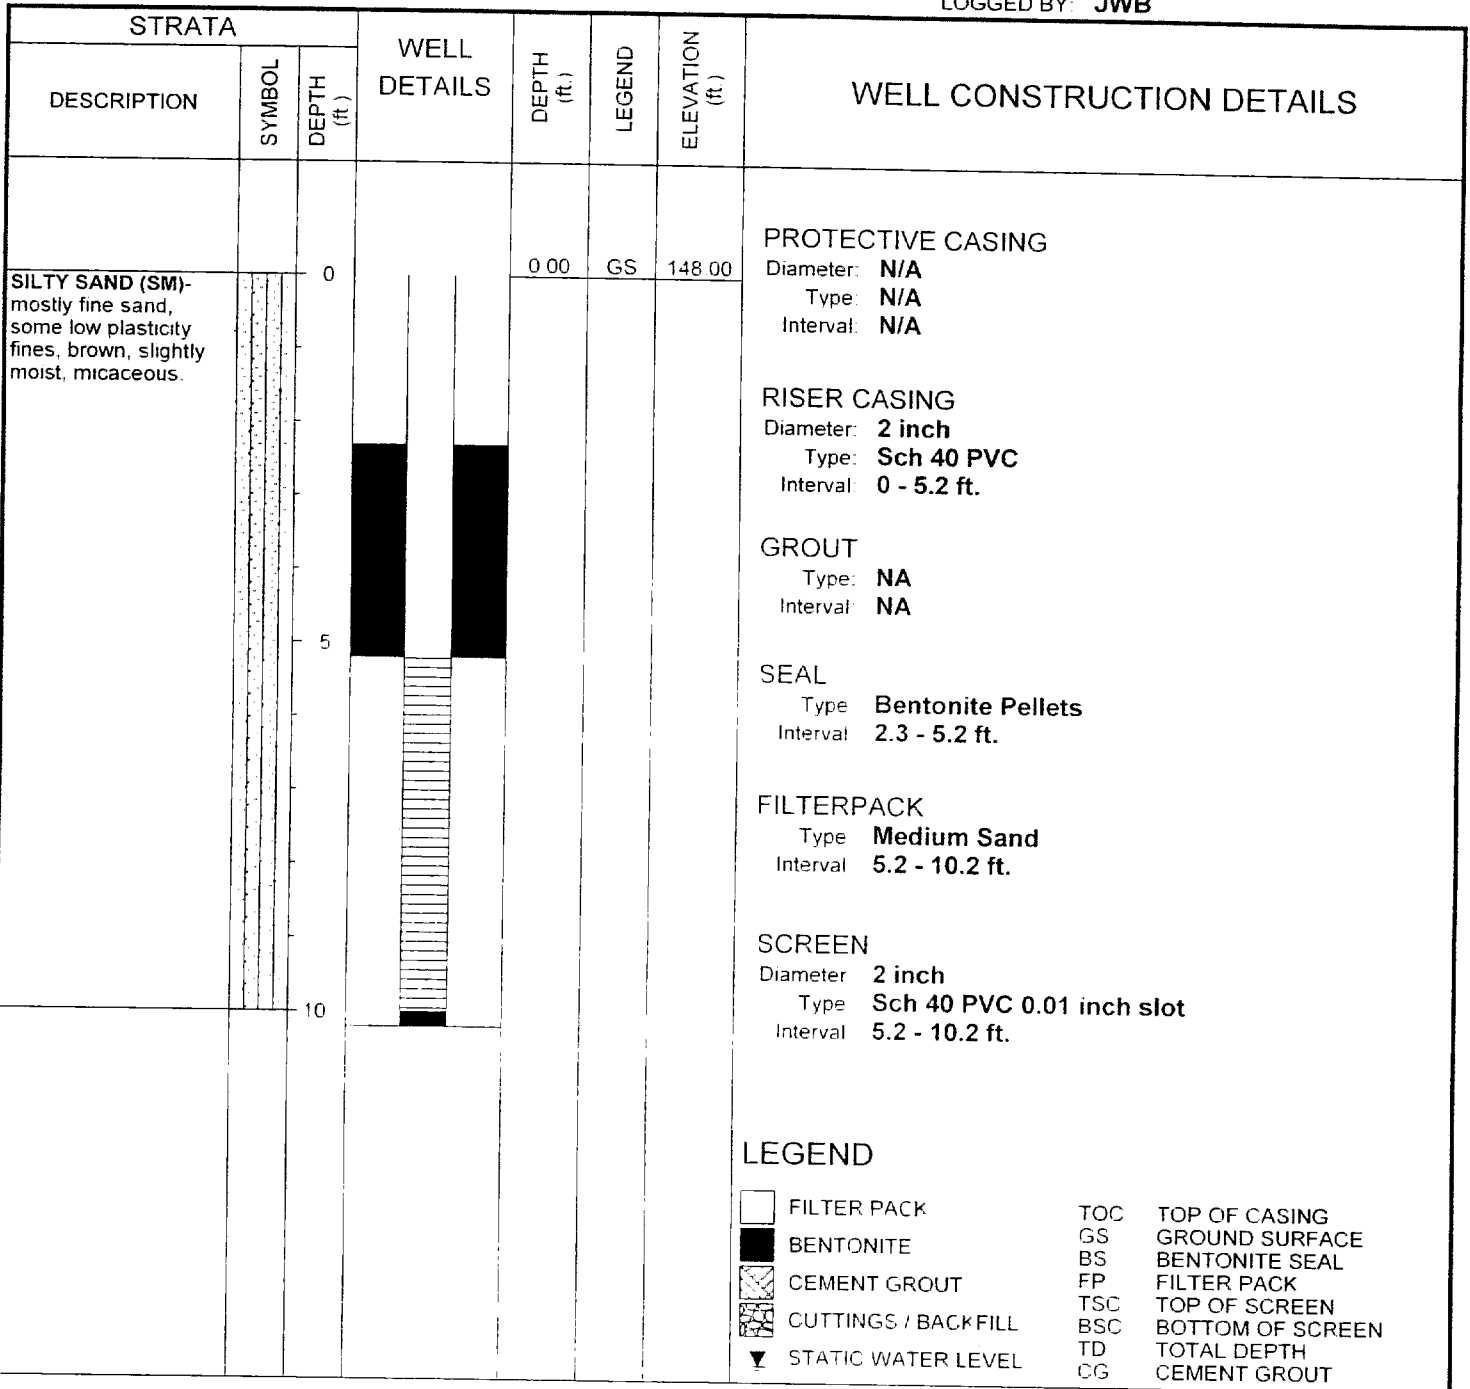 LOGGED BY: JWB
STRATA
DESCRIPTION
SYMBOL
DEPTH
(ft.)
WELL
DETAILS
DEPTH
(ft.)
LEGEND
ELEVATION
(ft.)
WELL CONSTRUCTION DETAILS
SILTY SAND (SM)-
mostly fine sand,
some low plasticity
fines, brown, slightly
moist, micaceous.
0
5
10
0.00 GS 148.00
PROTECTIVE CASING
Diameter: N/A
Type: N/A
Interval: N/A
RISER CASING
Diameter: 2 inch
Type: Sch 40 PVC
Interval: 0 - 5.2 ft.
GROUT
Type: NA
Interval NA
SEAL
Type Bentonite Pellets
Interval 2.3 - 5.2 ft.
FILTERPACK
Type Medium Sand
Interval 5.2 - 10.2 ft.
SCREEN
Diameter 2 inch
Type Sch 40 PVC 0.01 inch slot
Interval 5.2 - 10.2 ft.
LEGEND
FILTER PACK
BENTONITE
CEMENT GROUT
CUTTINGS / BACKFILL
STATIC WATER LEVEL
TOC TOP OF CASING
GS GROUND SURFACE
BS BENTONITE SEAL
FP FILTER PACK
TSC TOP OF SCREEN
BSC BOTTOM OF SCREEN
TD TOTAL DEPTH
CG CEMENT GROUT